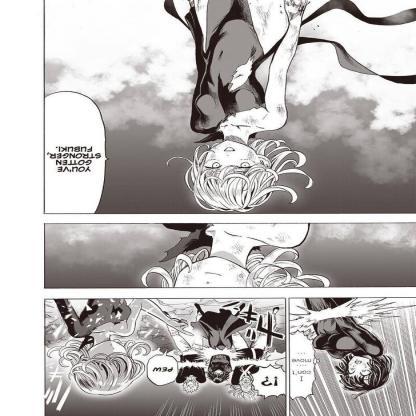 YOU'VE
GOTTEN
STRONGER,
FUBUKI.
I
CAN'T
MOVE
!?
PEW